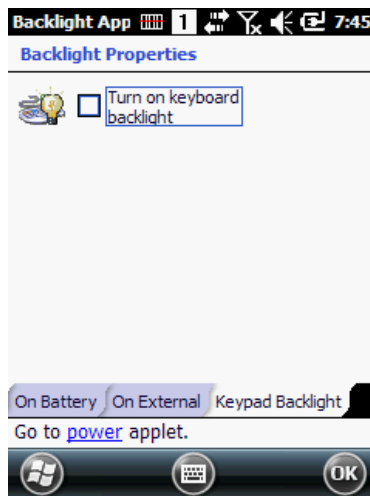 Backlight App 1 7:45
Backlight Properties
Turn on keyboard
backlight
On Battery On External Keypad Backlight
Go to power applet.
OK